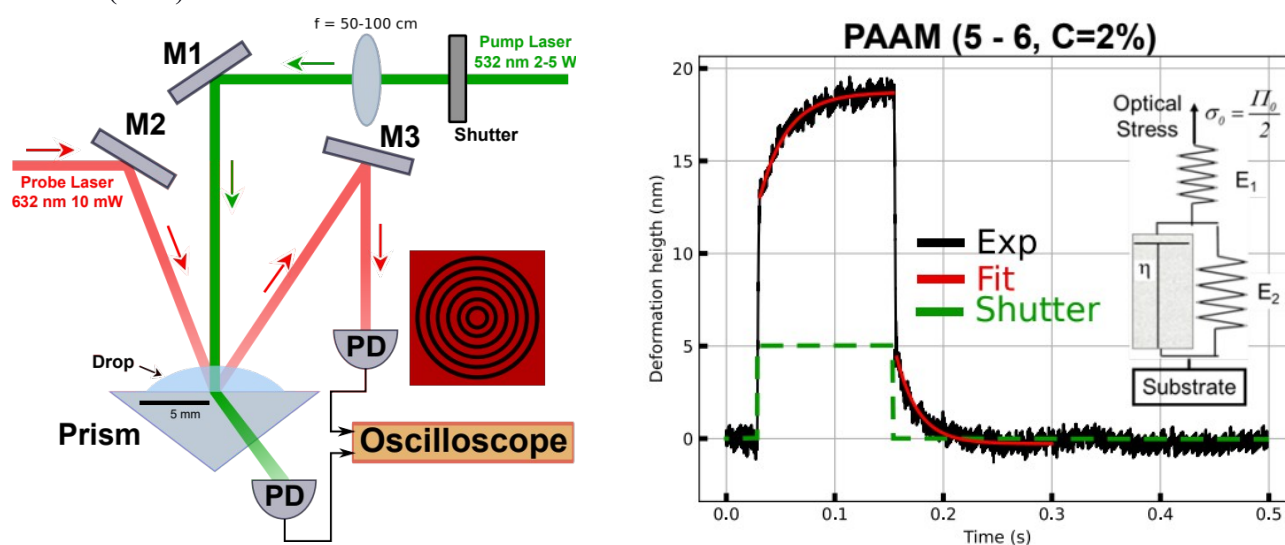 f = 50-100 cm
M1
Pump Laser
532 nm 2-5 W
M2
Shutter
M3
Probe Laser
632 nm 10 mW
PD
Drop
5 mm
Prism
Oscilloscope
PD
PAAM (5 - 6, C=2%)
Deformation heigth (nm)
20
15
10
5
0
0.0 0.1 0.2 0.3 0.4 0.5
Time (s)
Exp
Fit
Shutter
Optical
Stress
σ₀ = Π₀/2
E₁
η
E₂
Substrate